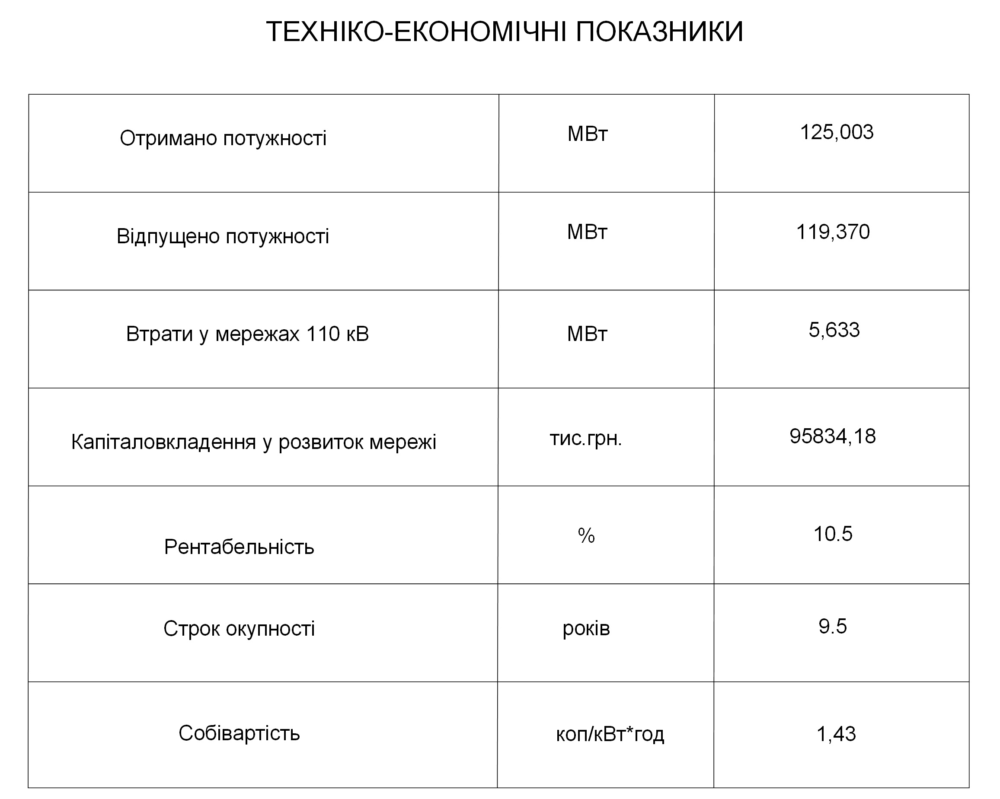 ТЕХНІКО-ЕКОНОМІЧНІ ПОКАЗНИКИ
Отримано потужності МВт 125,003
Відпущено потужності МВт 119,370
Втрати у мережах 110 кВ МВт 5,633
Капіталовкладення у розвиток мережі тис.грн. 95834,18
Рентабельність % 10.5
Строк окупності років 9.5
Собівартість коп/кВт*год 1,43